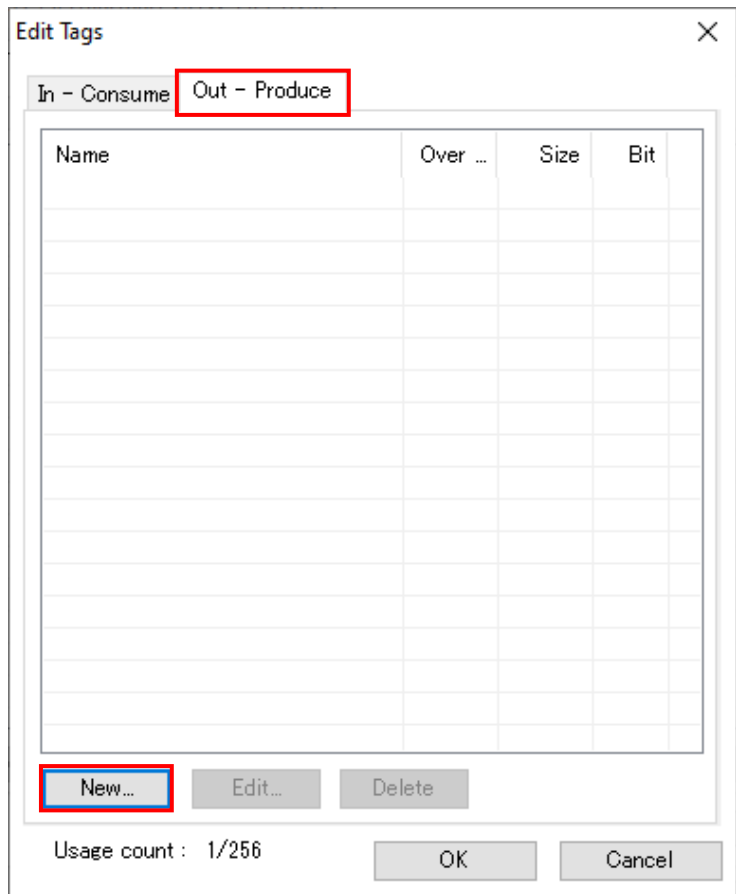 Edit Tags
In - Consume Out - Produce
Name Over ... Size Bit
New... Edit... Delete
Usage count : 1/256 OK Cancel